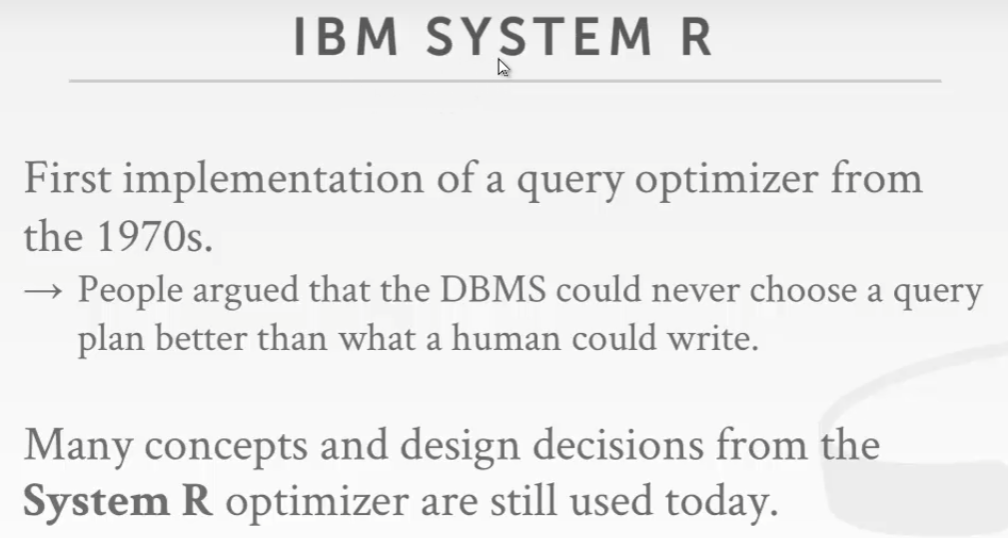 IBM SYSTEM R
First implementation of a query optimizer from
the 1970s.
→ People argued that the DBMS could never choose a query
plan better than what a human could write.
Many concepts and design decisions from the
System R optimizer are still used today.